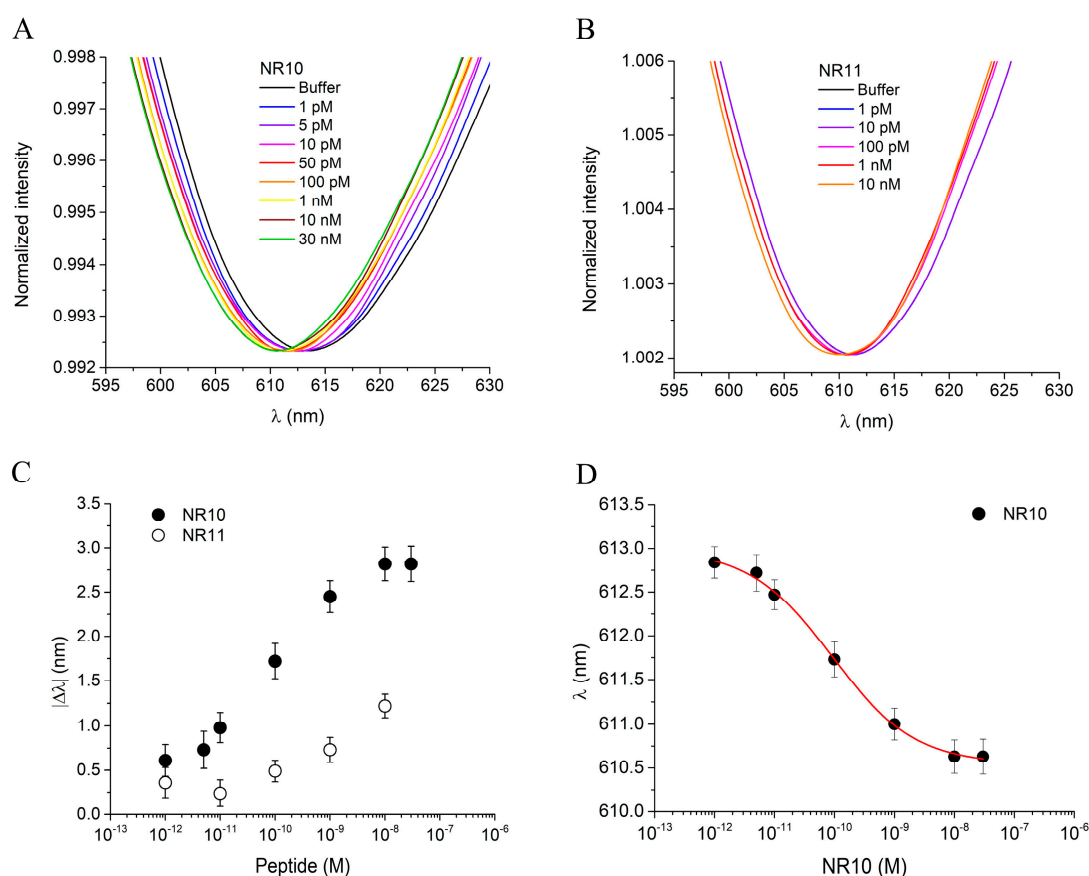 A
NR10
Buffer
1 pM
5 pM
10 pM
50 pM
100 pM
1 nM
10 nM
30 nM
Normalized intensity
0.998
0.997
0.996
0.995
0.994
0.993
0.992
595 600 605 610 615 620 625 630
λ (nm)
B
NR11
Buffer
1 pM
10 pM
100 pM
1 nM
10 nM
Normalized intensity
1.006
1.005
1.004
1.003
1.002
595 600 605 610 615 620 625 630
λ (nm)
C
NR10
NR11
|Δλ| (nm)
3.5
3.0
2.5
2.0
1.5
1.0
0.5
0.0
10⁻¹³ 10⁻¹² 10⁻¹¹ 10⁻¹⁰ 10⁻⁹ 10⁻⁸ 10⁻⁷ 10⁻⁶
Peptide (M)
D
NR10
λ (nm)
613.5
613.0
612.5
612.0
611.5
611.0
610.5
610.0
10⁻¹³ 10⁻¹² 10⁻¹¹ 10⁻¹⁰ 10⁻⁹ 10⁻⁸ 10⁻⁷ 10⁻⁶
NR10 (M)